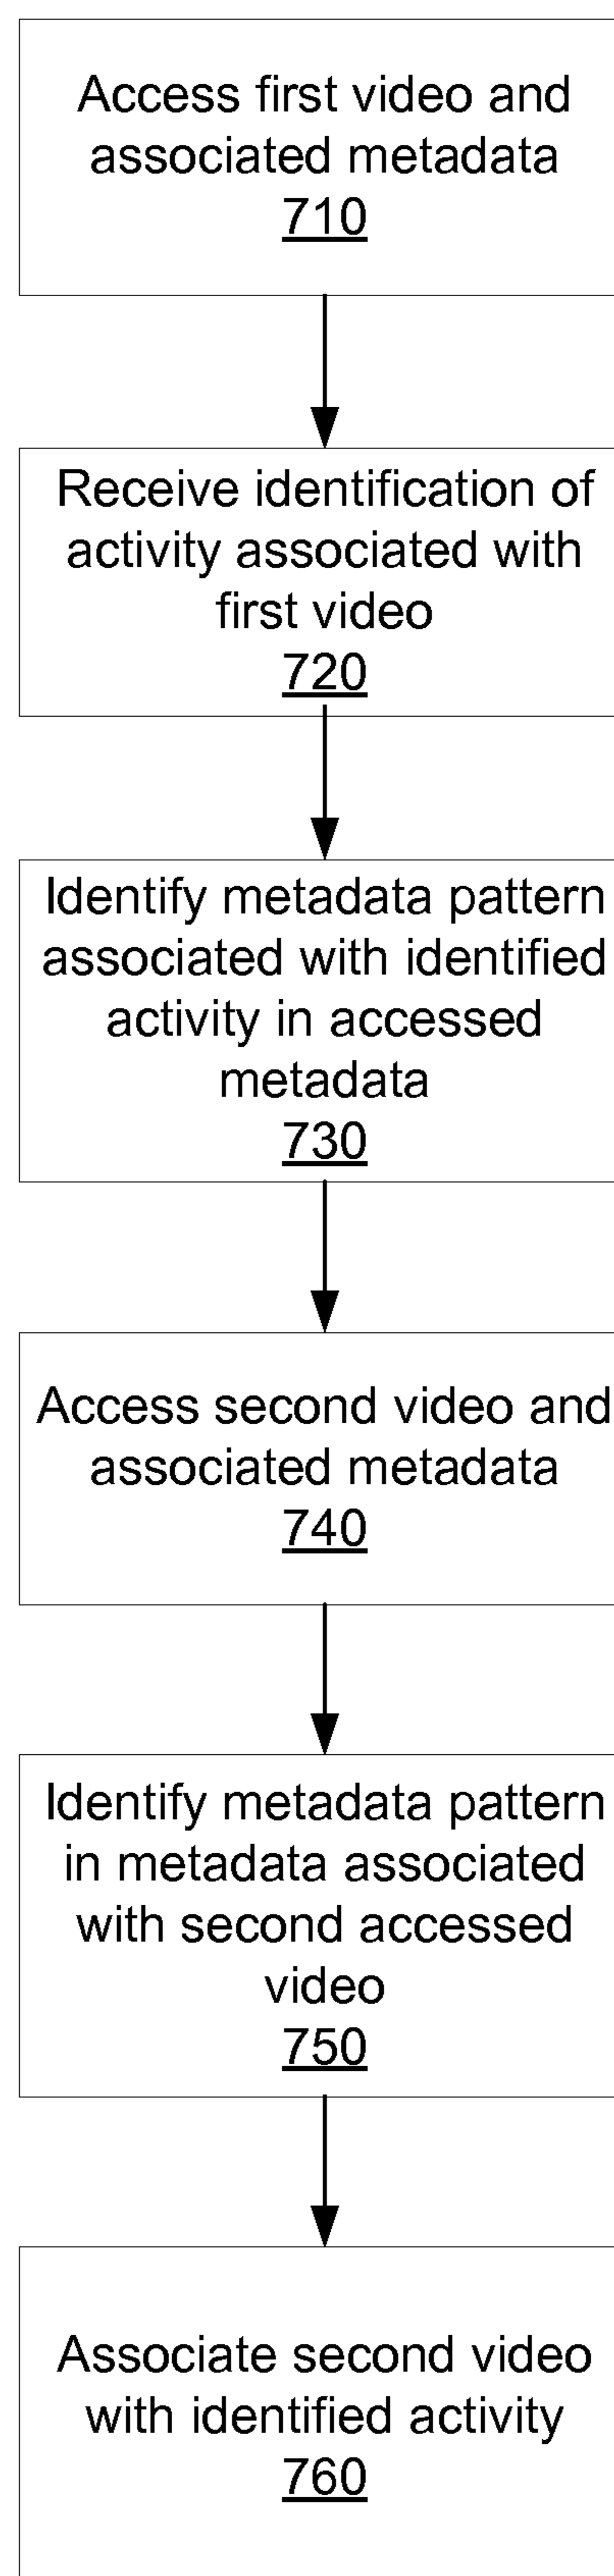 Access first video and
associated metadata
710
Receive identification of
activity associated with
first video
720
Identify metadata pattern
associated with identified
activity in accessed
metadata
730
Access second video and
associated metadata
740
Identify metadata pattern
in metadata associated
with second accessed
video
750
Associate second video
with identified activity
760